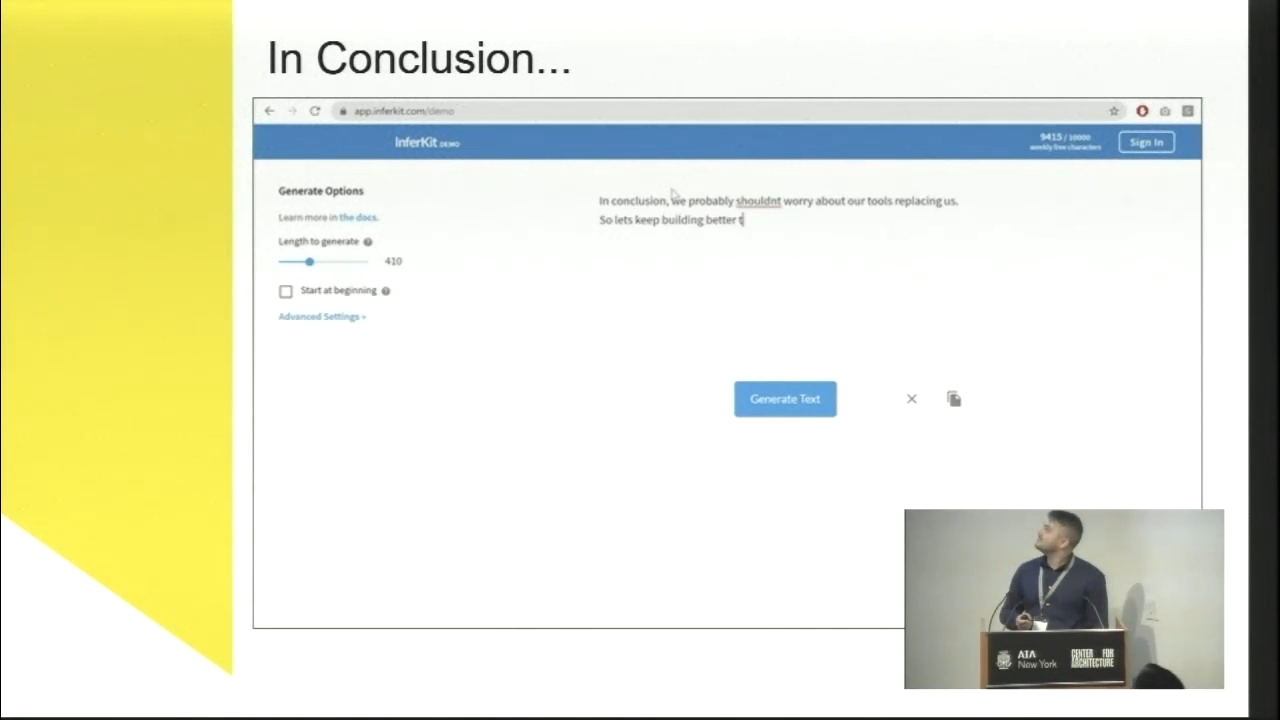 In Conclusion...
app.inferkit.com/demo
InferKit DEMO
9415 / 10000
weekly free characters
Sign In
Generate Options
Learn more in the docs.
Length to generate
410
Start at beginning
Advanced Settings »
In conclusion, we probably shouldnt worry about our tools replacing us.
So lets keep building better t
Generate Text
AIA
New York
CENTER FOR
ARCHITECTURE